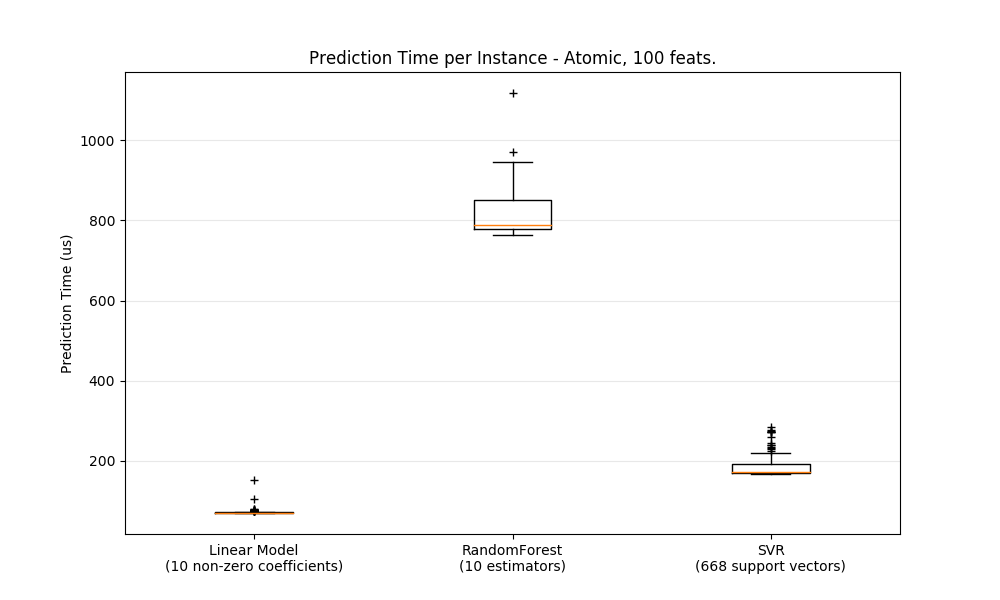 Prediction Time per Instance - Atomic, 100 feats.
1000
800
600
400
200
Prediction Time (us)
Linear Model
(10 non-zero coefficients)
RandomForest
(10 estimators)
SVR
(668 support vectors)